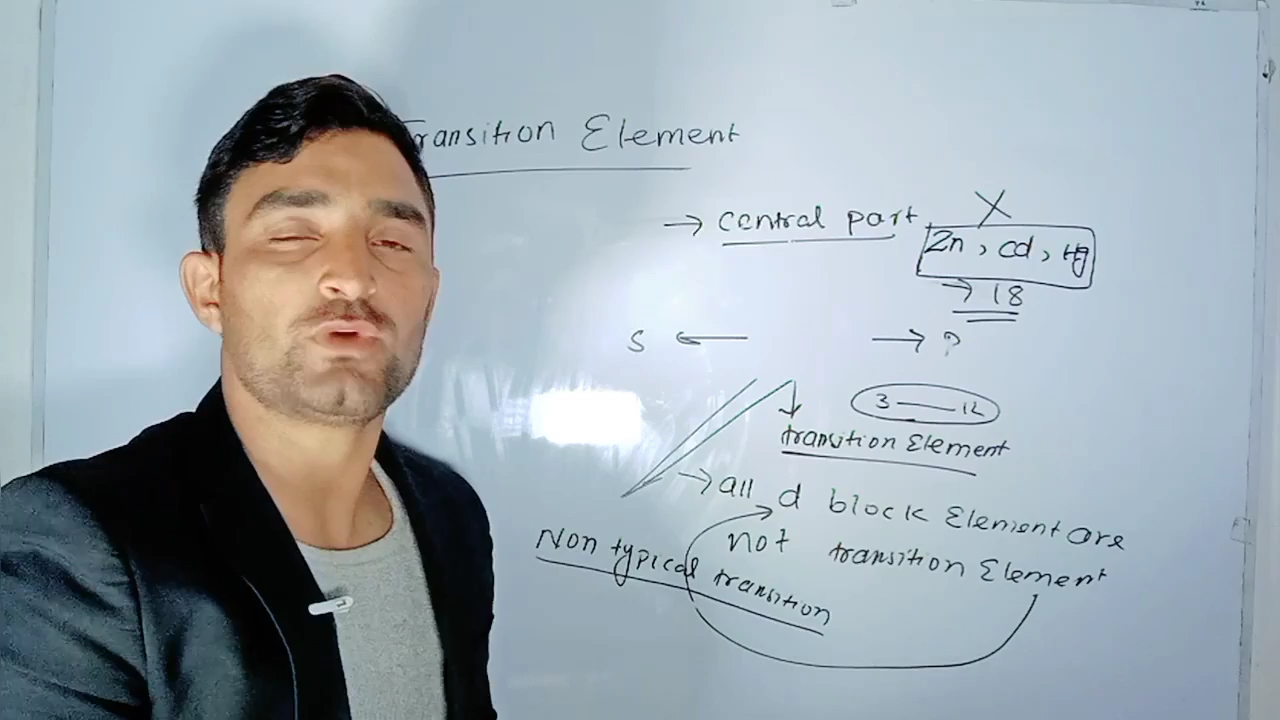 Transition Element
→ central part
X
Zn, cd, Hg
→ 18
S ← → P
3 — 12
transition Element
→ all d block Element are
not transition Element
Non typical transition